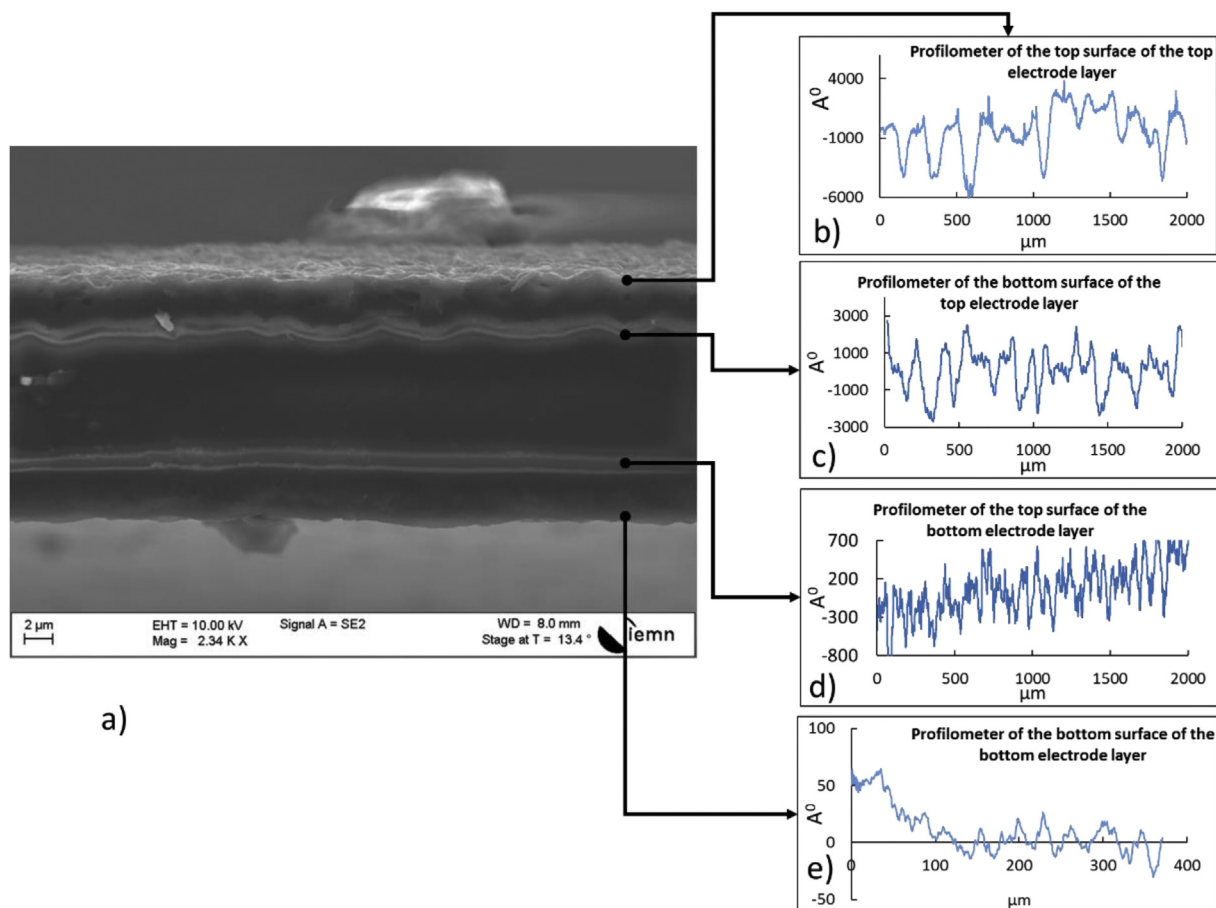 Profilometer of the top surface of the top
electrode layer
A⁰
4000
-1000
-6000
0 500 1000 1500 2000
µm
b)
Profilometer of the bottom surface of the
top electrode layer
A⁰
3000
1000
-1000
-3000
0 500 1000 1500 2000
µm
c)
Profilometer of the top surface of the
bottom electrode layer
A⁰
700
200
-300
-800
0 500 1000 1500 2000
µm
d)
Profilometer of the bottom surface of the
bottom electrode layer
A⁰
100
50
0
-50
0 100 200 300 400
µm
e)
2 µm
EHT = 10.00 kV Signal A = SE2 WD = 8.0 mm
Mag = 2.34 K X Stage at T = 13.4 °
iemn
a)